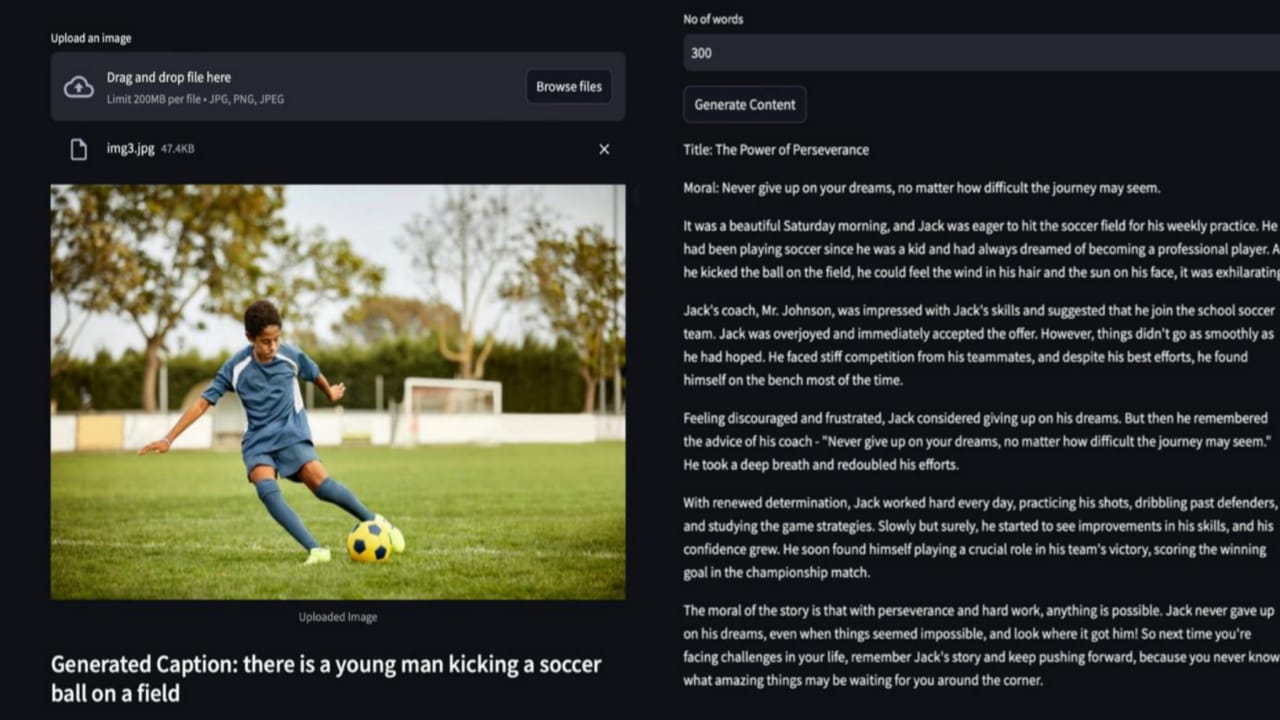 Upload an image
Drag and drop file here
Limit 200MB per file • JPG, PNG, JPEG
Browse files
img3.jpg 47.4KB
Uploaded Image
Generated Caption: there is a young man kicking a soccer
ball on a field
No of words
300
Generate Content
Title: The Power of Perseverance
Moral: Never give up on your dreams, no matter how difficult the journey may seem.
It was a beautiful Saturday morning, and Jack was eager to hit the soccer field for his weekly practice. He
had been playing soccer since he was a kid and had always dreamed of becoming a professional player. A
he kicked the ball on the field, he could feel the wind in his hair and the sun on his face, it was exhilarating
Jack's coach, Mr. Johnson, was impressed with Jack's skills and suggested that he join the school soccer
team. Jack was overjoyed and immediately accepted the offer. However, things didn't go as smoothly as
he had hoped. He faced stiff competition from his teammates, and despite his best efforts, he found
himself on the bench most of the time.
Feeling discouraged and frustrated, Jack considered giving up on his dreams. But then he remembered
the advice of his coach - "Never give up on your dreams, no matter how difficult the journey may seem."
He took a deep breath and redoubled his efforts.
With renewed determination, Jack worked hard every day, practicing his shots, dribbling past defenders,
and studying the game strategies. Slowly but surely, he started to see improvements in his skills, and his
confidence grew. He soon found himself playing a crucial role in his team's victory, scoring the winning
goal in the championship match.
The moral of the story is that with perseverance and hard work, anything is possible. Jack never gave up
on his dreams, even when things seemed impossible, and look where it got him! So next time you're
facing challenges in your life, remember Jack's story and keep pushing forward, because you never know
what amazing things may be waiting for you around the corner.